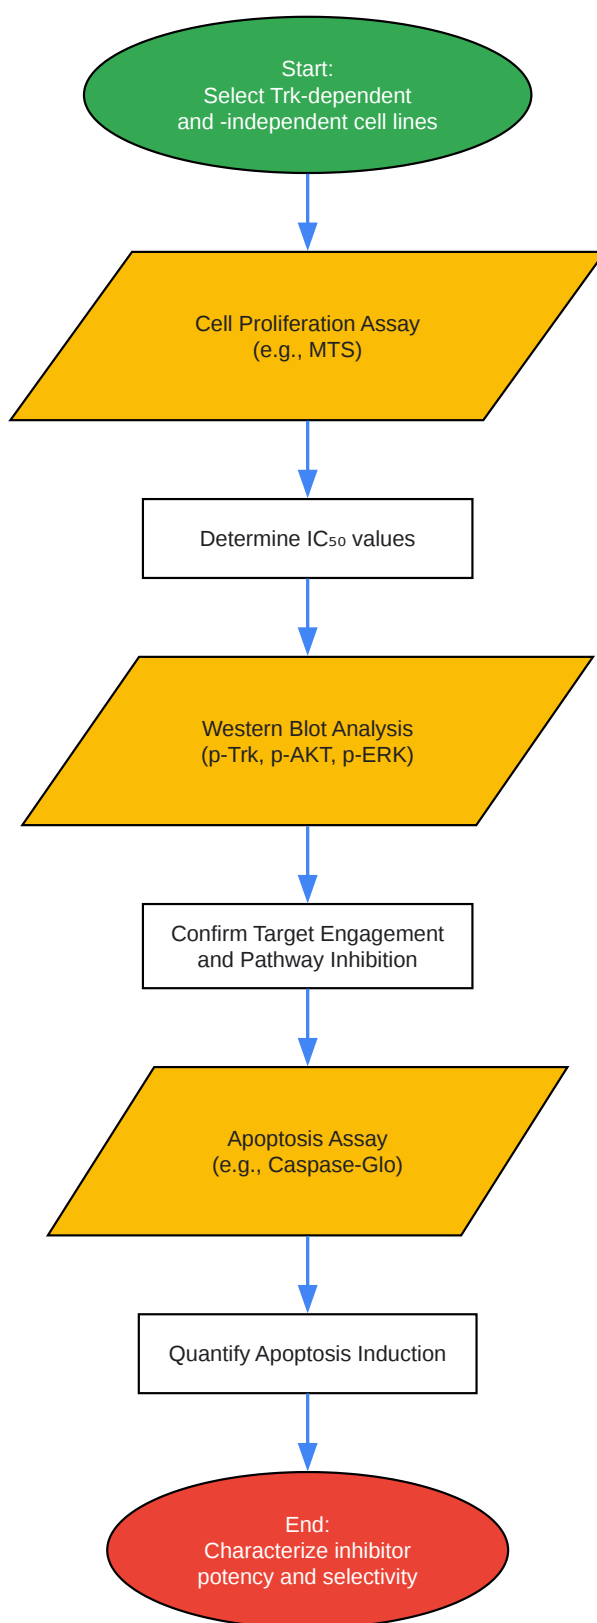 Start:
Select Trk-dependent
and -independent cell lines
Cell Proliferation Assay
(e.g., MTS)
Determine IC₅₀ values
Western Blot Analysis
(p-Trk, p-AKT, p-ERK)
Confirm Target Engagement
and Pathway Inhibition
Apoptosis Assay
(e.g., Caspase-Glo)
Quantify Apoptosis Induction
End:
Characterize inhibitor
potency and selectivity